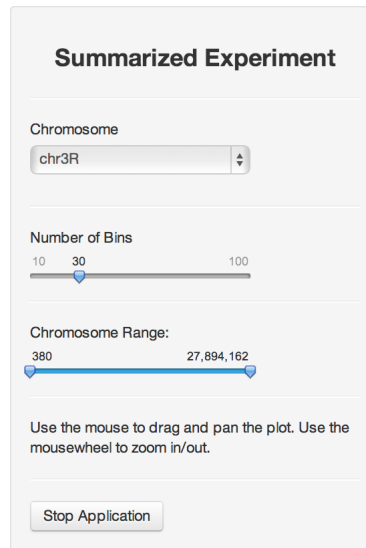 Summarized Experiment
Chromosome
chr3R
Number of Bins
10 30 100
Chromosome Range:
380 27,894,162
Use the mouse to drag and pan the plot. Use the
mousewheel to zoom in/out.
Stop Application